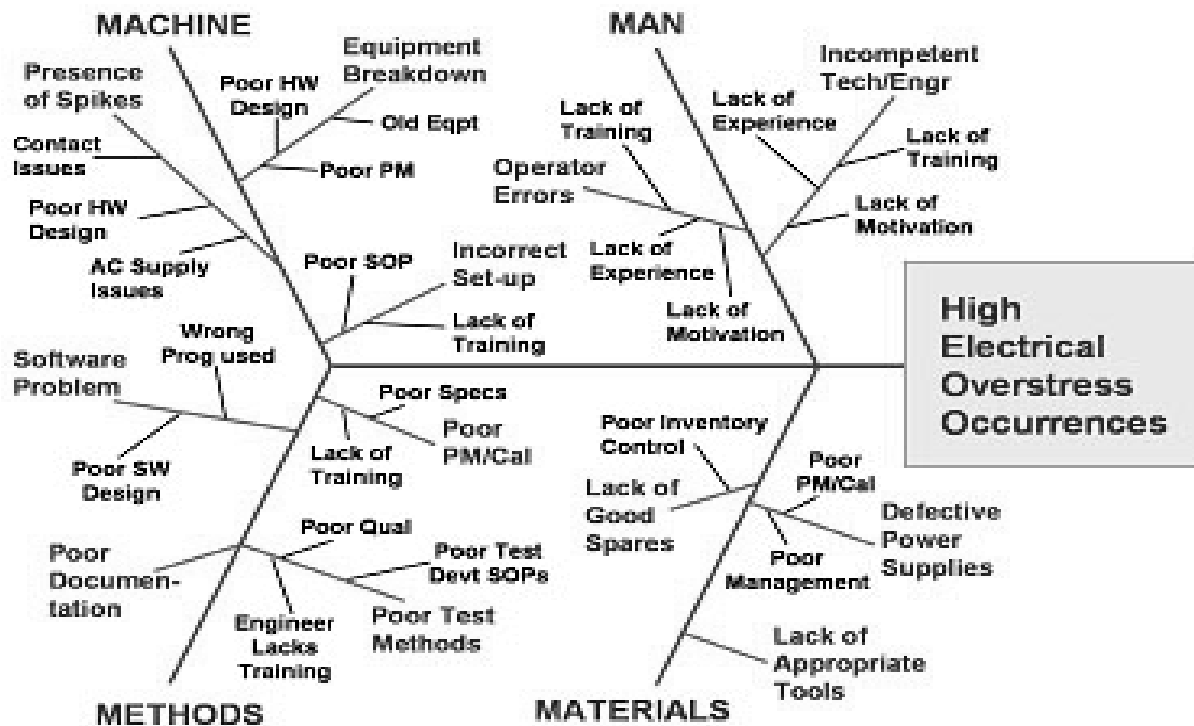 MACHINE
MAN
Presence
of Spikes
Poor HW
Design
Equipment
Breakdown
Old Eqpt
Poor PM
Contact
Issues
Poor HW
Design
AC Supply
Issues
Poor SOP
Incorrect
Set-up
Lack of
Training
Lack of
Training
Operator
Errors
Lack of
Experience
Lack of
Motivation
Lack of
Experience
Incompetent
Tech/Engr
Lack of
Training
Lack of
Motivation
High
Electrical
Overstress
Occurrences
Software
Problem
Wrong
Prog used
Poor SW
Design
Poor Specs
Poor
PM/Cal
Lack of
Training
Poor
Documen-
tation
Poor Qual
Poor Test
Devt SOPs
Engineer
Lacks
Training
Poor Test
Methods
Poor Inventory
Control
Lack of
Good
Spares
Poor
PM/Cal
Defective
Power
Supplies
Poor
Management
Lack of
Appropriate
Tools
METHODS
MATERIALS